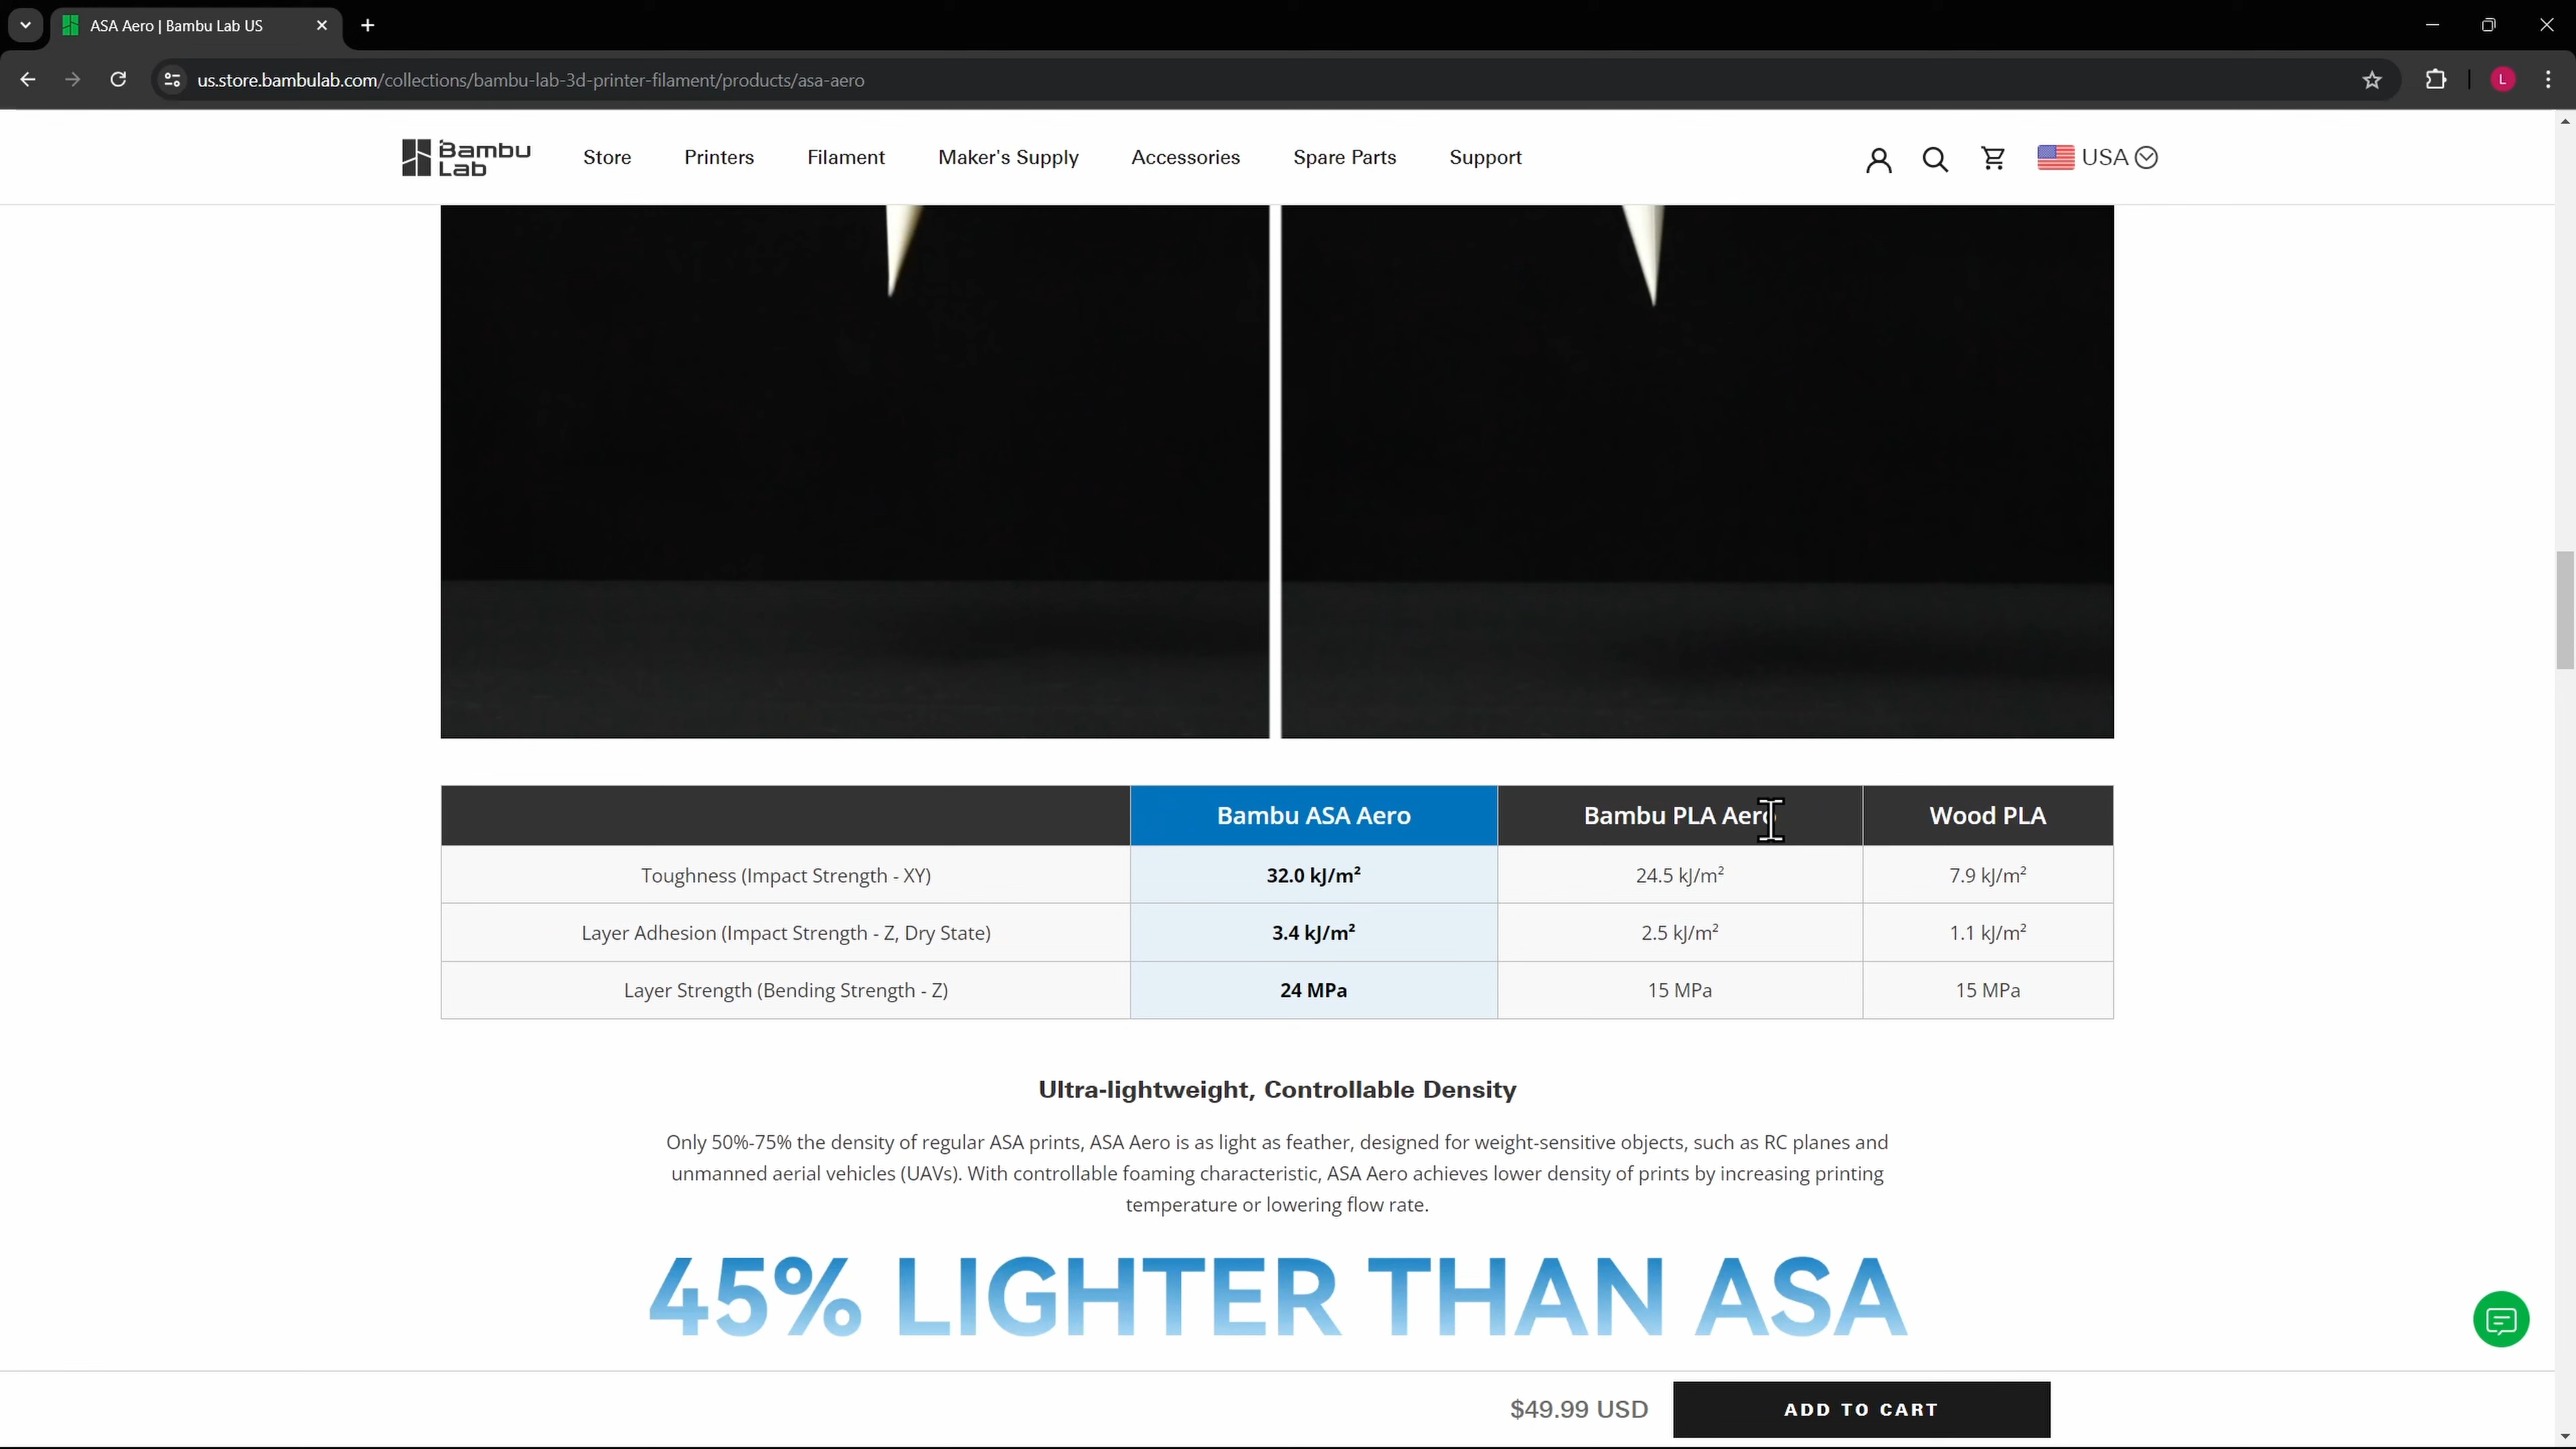 ASA Aero | Bambu Lab US
us.store.bambulab.com/collections/bambu-lab-3d-printer-filament/products/asa-aero
L
Bambu Lab
Store Printers Filament Maker's Supply Accessories Spare Parts Support
USA
Bambu ASA Aero Bambu PLA Aero Wood PLA
Toughness (Impact Strength - XY) 32.0 kJ/m² 24.5 kJ/m² 7.9 kJ/m²
Layer Adhesion (Impact Strength - Z, Dry State) 3.4 kJ/m² 2.5 kJ/m² 1.1 kJ/m²
Layer Strength (Bending Strength - Z) 24 MPa 15 MPa 15 MPa
Ultra-lightweight, Controllable Density
Only 50%-75% the density of regular ASA prints, ASA Aero is as light as feather, designed for weight-sensitive objects, such as RC planes and
unmanned aerial vehicles (UAVs). With controllable foaming characteristic, ASA Aero achieves lower density of prints by increasing printing
temperature or lowering flow rate.
45% LIGHTER THAN ASA
$49.99 USD ADD TO CART